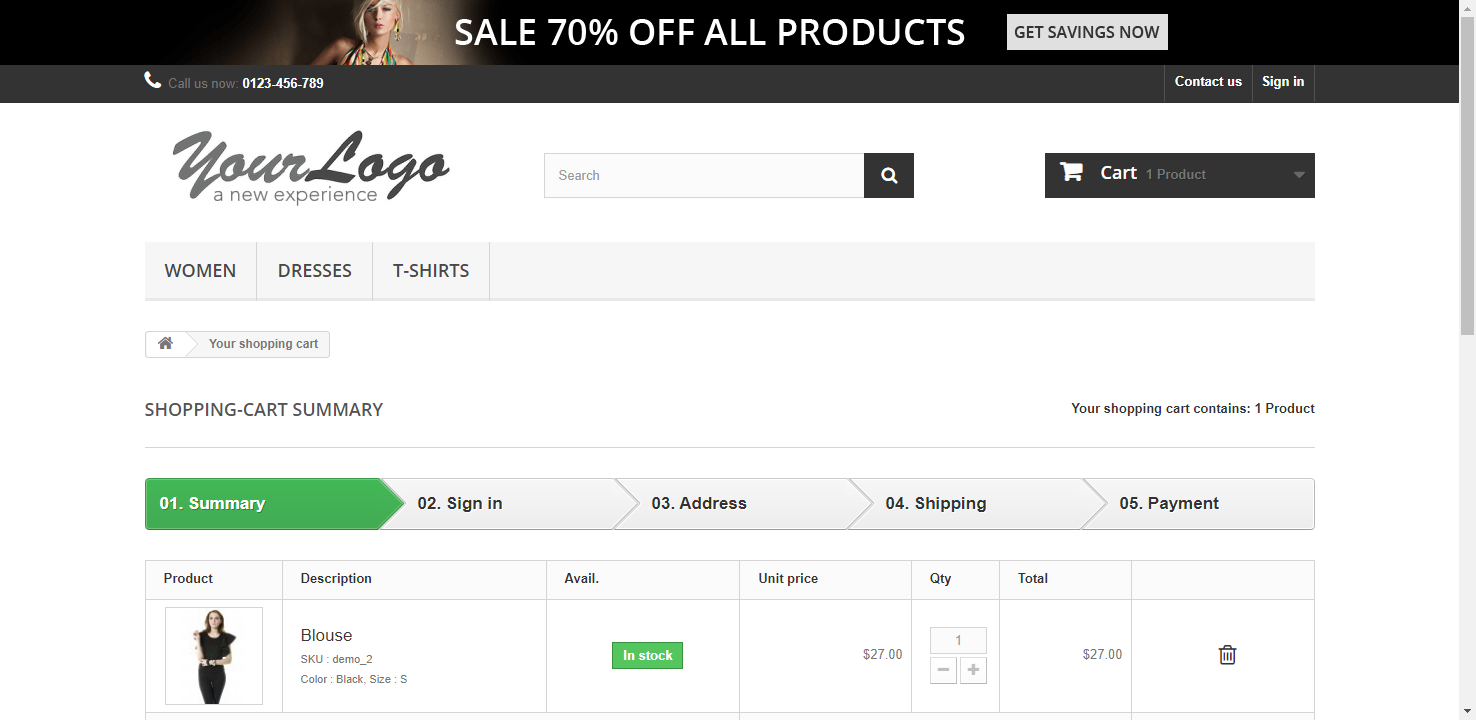 SALE 70% OFF ALL PRODUCTS GET SAVINGS NOW
Call us now: 0123-456-789 Contact us Sign in
YourLogo
a new experience
Search
Cart 1 Product
WOMEN DRESSES T-SHIRTS
Your shopping cart
SHOPPING-CART SUMMARY Your shopping cart contains: 1 Product
01. Summary 02. Sign in 03. Address 04. Shipping 05. Payment
Product Description Avail. Unit price Qty Total
Blouse
SKU : demo_2
Color : Black, Size : S
In stock
$27.00
1
$27.00